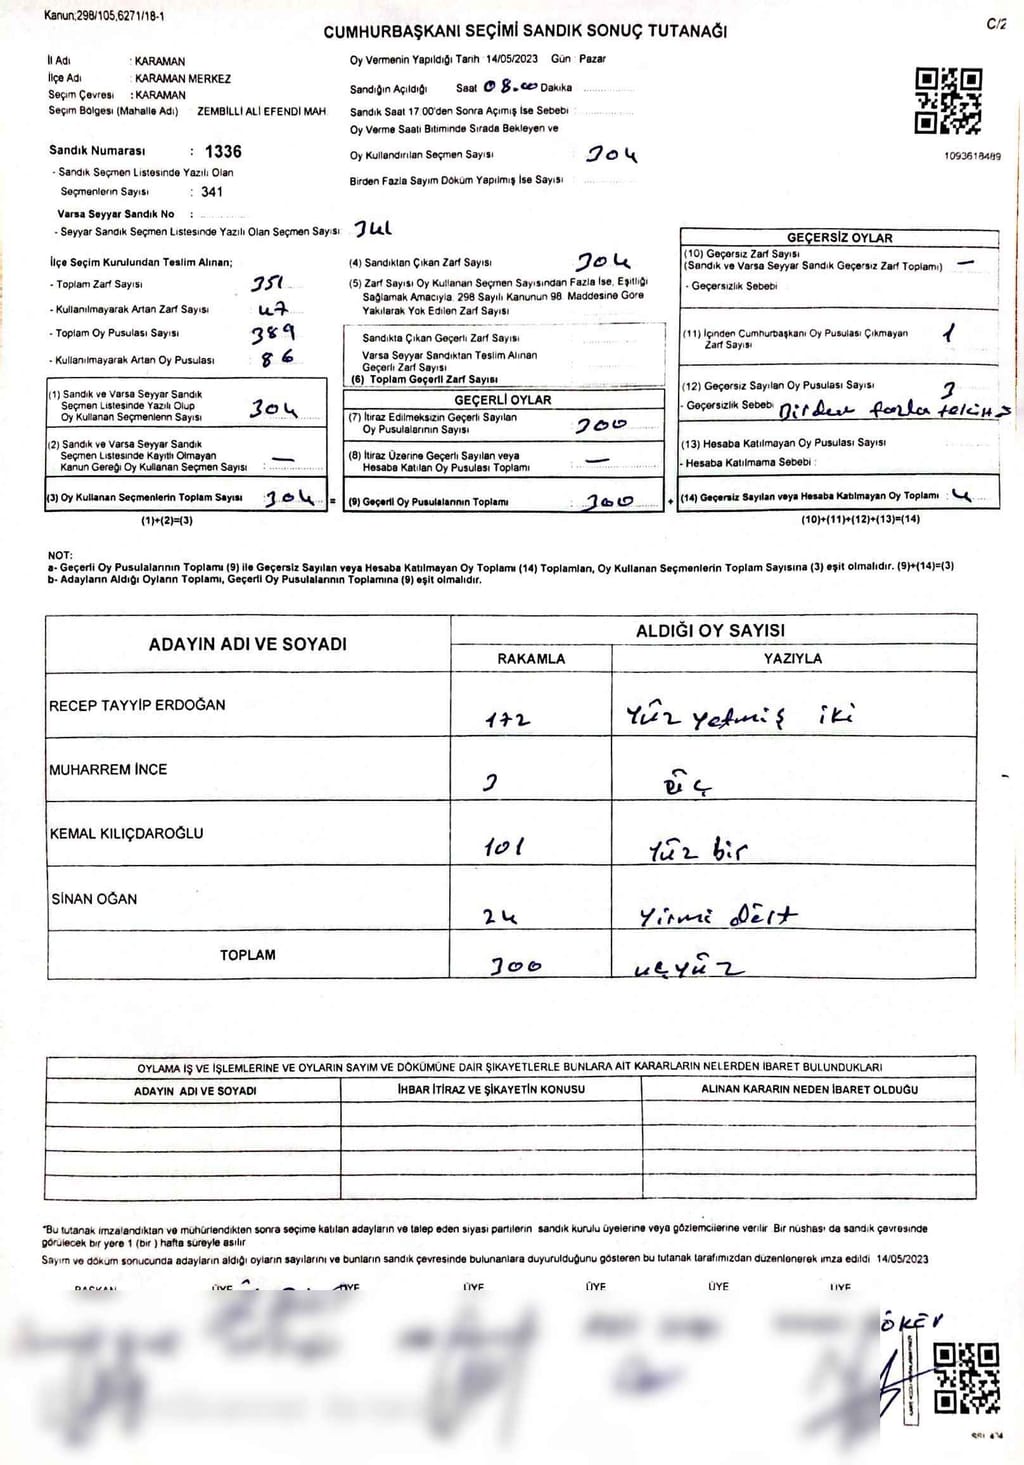 Kanun.298/105,6271/18-1
C/2
CUMHURBAŞKANI SEÇİMİ SANDIK SONUÇ TUTANAĞI
İl Adı : KARAMAN
İlçe Adı : KARAMAN MERKEZ
Seçim Çevresi : KARAMAN
Seçim Bölgesi (Mahalle Adı) ZEMBİLLİ ALİ EFENDİ MAH
Sandık Numarası : 1336
- Sandık Seçmen Listesinde Yazılı Olan
Seçmenlerin Sayısı : 341
Varsa Seyyar Sandık No :
- Seyyar Sandık Seçmen Listesinde Yazılı Olan Seçmen Sayısı 341
Oy Vermenin Yapıldığı Tarih 14/05/2023 Gün : Pazar
Sandığın Açıldığı Saat 08.00 Dakika
Sandık Saat 17.00'den Sonra Açımış İse Sebebi :
Oy Verme Saati Bitiminde Sırada Bekleyen ve
Oy Kullandırılan Seçmen Sayısı : 304
Birden Fazla Sayım Döküm Yapılmış İse Sayısı :
1093618489
İlçe Seçim Kurulundan Teslim Alınan;
- Toplam Zarf Sayısı : 351
- Kullanılmayarak Artan Zarf Sayısı : 47
- Toplam Oy Pusulası Sayısı : 389
- Kullanılmayarak Artan Oy Pusulası : 86
(1) Sandık ve Varsa Seyyar Sandık
Seçmen Listesinde Yazılı Olup
Oy Kullanan Seçmenlerin Sayısı : 304
(2) Sandık ve Varsa Seyyar Sandık
Seçmen Listesinde Kayıtlı Olmayan
Kanun Gereği Oy Kullanan Seçmen Sayısı : —
(3) Oy Kullanan Seçmenlerin Toplam Sayısı : 304 =
(1)+(2)=(3)
(4) Sandıktan Çıkan Zarf Sayısı : 304
(5) Zarf Sayısı Oy Kullanan Seçmen Sayısından Fazla İse, Eşitliği
Sağlamak Amacıyla 298 Sayılı Kanunun 98. Maddesine Göre
Yakılarak Yok Edilen Zarf Sayısı :
Sandıkta Çıkan Geçerli Zarf Sayısı :
Varsa Seyyar Sandıktan Teslim Alınan
Geçerli Zarf Sayısı :
(6) Toplam Geçerli Zarf Sayısı :
GEÇERLİ OYLAR
(7) İtiraz Edilmeksizin Geçerli Sayılan
Oy Pusulalarının Sayısı : 300
(8) İtiraz Üzerine Geçerli Sayılan veya
Hesaba Katılan Oy Pusulası Toplamı : —
(9) Geçerli Oy Pusulalarının Toplamı : 300 +
GEÇERSİZ OYLAR
(10) Geçersiz Zarf Sayısı
(Sandık ve Varsa Seyyar Sandık Geçersiz Zarf Toplamı) : —
- Geçersizlik Sebebi :
(11) İçinden Cumhurbaşkanı Oy Pusulası Çıkmayan
Zarf Sayısı : 1
(12) Geçersiz Sayılan Oy Pusulası Sayısı : 3
- Geçersizlik Sebebi Birden fazla
(13) Hesaba Katılmayan Oy Pusulası Sayısı :
- Hesaba Katılmama Sebebi :
(14) Geçersiz Sayılan veya Hesaba Katılmayan Oy Toplamı : 4
(10)+(11)+(12)+(13)=(14)
NOT:
a- Geçerli Oy Pusulalarının Toplamı (9) ile Geçersiz Sayılan veya Hesaba Katılmayan Oy Toplamı (14) Toplamları, Oy Kullanan Seçmenlerin Toplam Sayısına (3) eşit olmalıdır. (9)+(14)=(3)
b- Adayların Aldığı Oyların Toplamı, Geçerli Oy Pusulalarının Toplamına (9) eşit olmalıdır.
ADAYIN ADI VE SOYADI
ALDIĞI OY SAYISI
RAKAMLA YAZIYLA
RECEP TAYYİP ERDOĞAN 172 Yüz yetmiş iki
MUHARREM İNCE 3 üç
KEMAL KILIÇDAROĞLU 101 Yüz bir
SİNAN OĞAN 24 Yirmi dört
TOPLAM 300 üçyüz
OYLAMA İŞ VE İŞLEMLERİNE VE OYLARIN SAYIM VE DÖKÜMÜNE DAİR ŞİKAYETLERLE BUNLARA AİT KARARLARIN NELERDEN İBARET BULUNDUKLARI
ADAYIN ADI VE SOYADI İHBAR İTİRAZ VE ŞİKAYETİN KONUSU ALINAN KARARIN NEDEN İBARET OLDUĞU
*Bu tutanak imzalandıktan ve mühürlendikten sonra seçime katılan adayların ve talep eden siyasi partilerin sandık kurulu üyelerine veya gözlemcilerine verilir. Bir nüshası da sandık çevresinde
görülecek bir yere 1 (bir) hafta süreyle asılır
Sayım ve döküm sonucunda adayların aldığı oyların sayılarını ve bunların sandık çevresinde bulunanlara duyurulduğunu gösteren bu tutanak tarafımızdan düzenlenerek imza edildi 14/05/2023
BAŞKAN ÜYE ÜYE ÜYE ÜYE ÜYE ÜYE